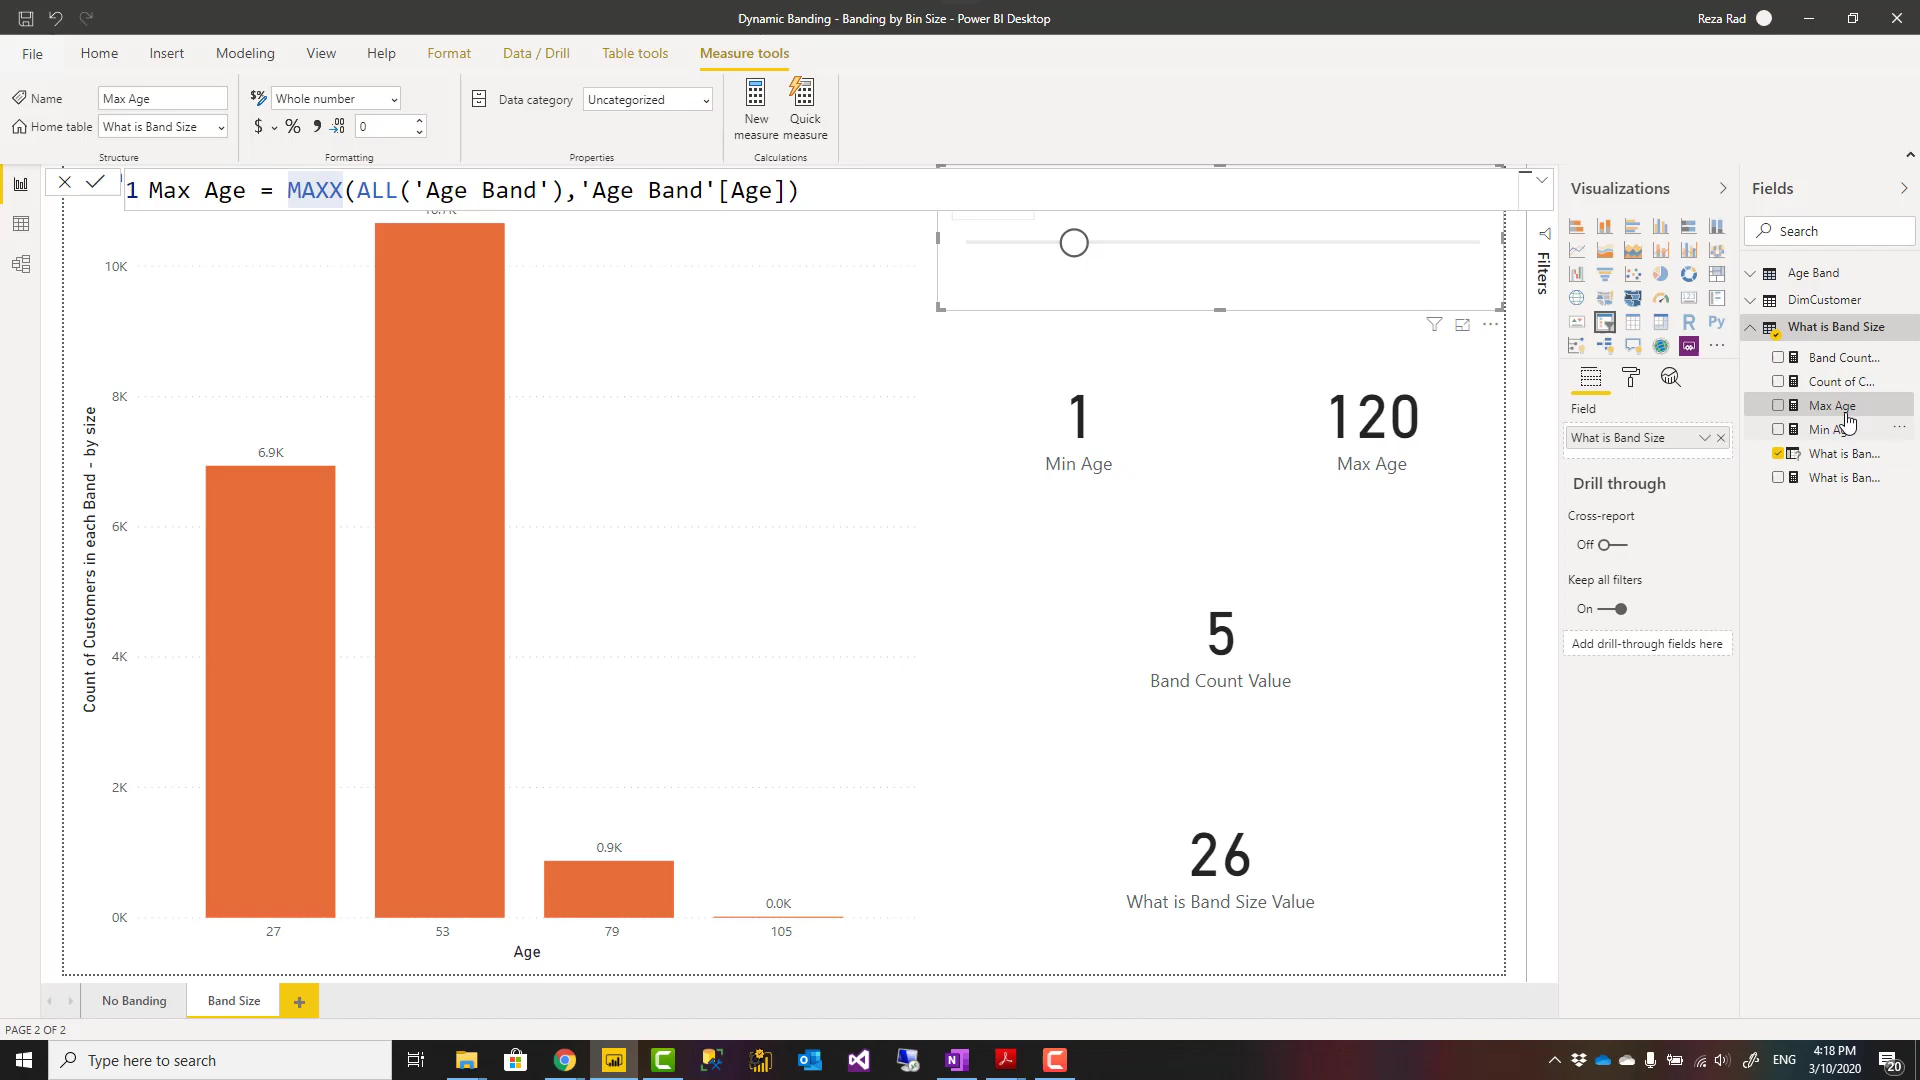 Dynamic Banding - Banding by Bin Size - Power BI Desktop
Reza Rad
File
Home
Insert
Modeling
View
Help
Format
Data / Drill
Table tools
Measure tools
Name
Max Age
Home table
What is Band Size
Structure
Whole number
$
%
0
Formatting
Data category
Uncategorized
Properties
New measure
Quick measure
Calculations
1 Max Age = MAXX(ALL('Age Band'),'Age Band'[Age])
Count of Customers in each Band - by size
10K
8K
6K
4K
2K
0K
6.9K
0.9K
0.0K
27
53
79
105
Age
1
Min Age
120
Max Age
5
Band Count Value
26
What is Band Size Value
Filters
Visualizations
R
Py
Field
What is Band Size
Drill through
Cross-report
Off
Keep all filters
On
Add drill-through fields here
Fields
Search
Age Band
DimCustomer
What is Band Size
Band Count...
Count of C...
Max Age
What is Ban...
What is Ban...
No Banding
Band Size
PAGE 2 OF 2
Type here to search
ENG
4:18 PM
3/10/2020
20